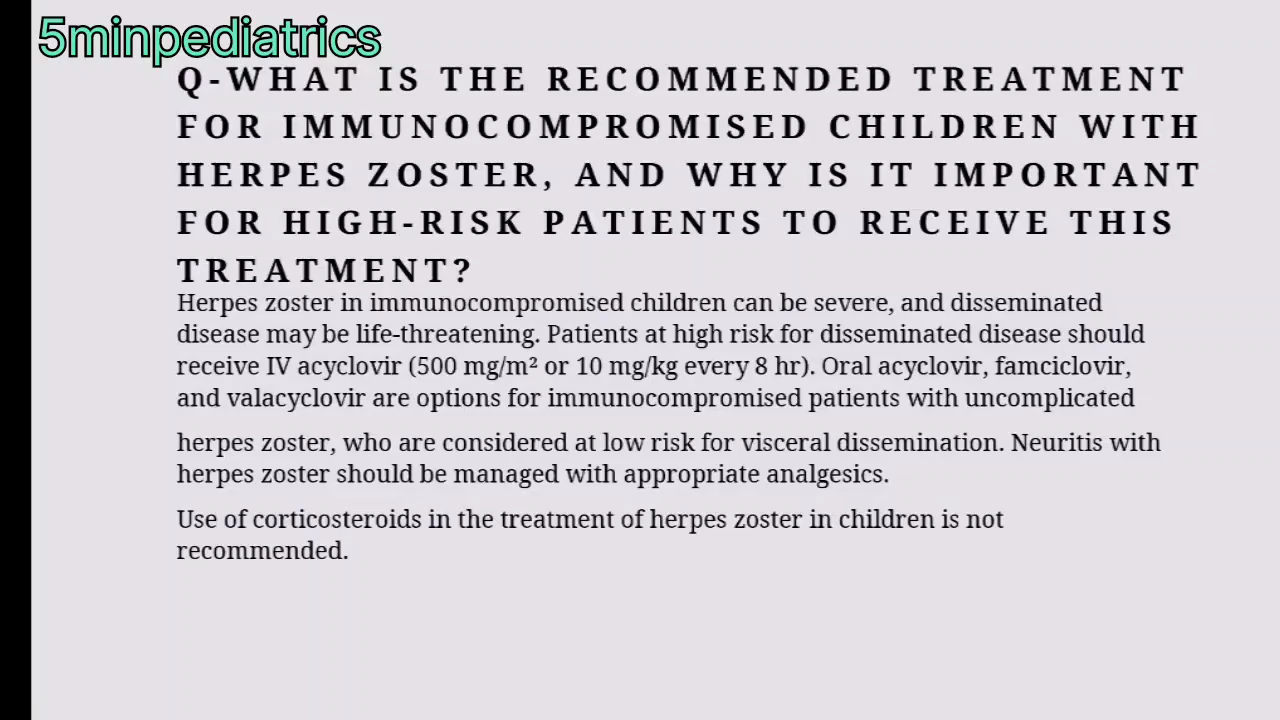 5minpediatrics
Q-WHAT IS THE RECOMMENDED TREATMENT
FOR IMMUNOCOMPROMISED CHILDREN WITH
HERPES ZOSTER, AND WHY IS IT IMPORTANT
FOR HIGH-RISK PATIENTS TO RECEIVE THIS
TREATMENT?
Herpes zoster in immunocompromised children can be severe, and disseminated
disease may be life-threatening. Patients at high risk for disseminated disease should
receive IV acyclovir (500 mg/m² or 10 mg/kg every 8 hr). Oral acyclovir, famciclovir,
and valacyclovir are options for immunocompromised patients with uncomplicated
herpes zoster, who are considered at low risk for visceral dissemination. Neuritis with
herpes zoster should be managed with appropriate analgesics.
Use of corticosteroids in the treatment of herpes zoster in children is not
recommended.